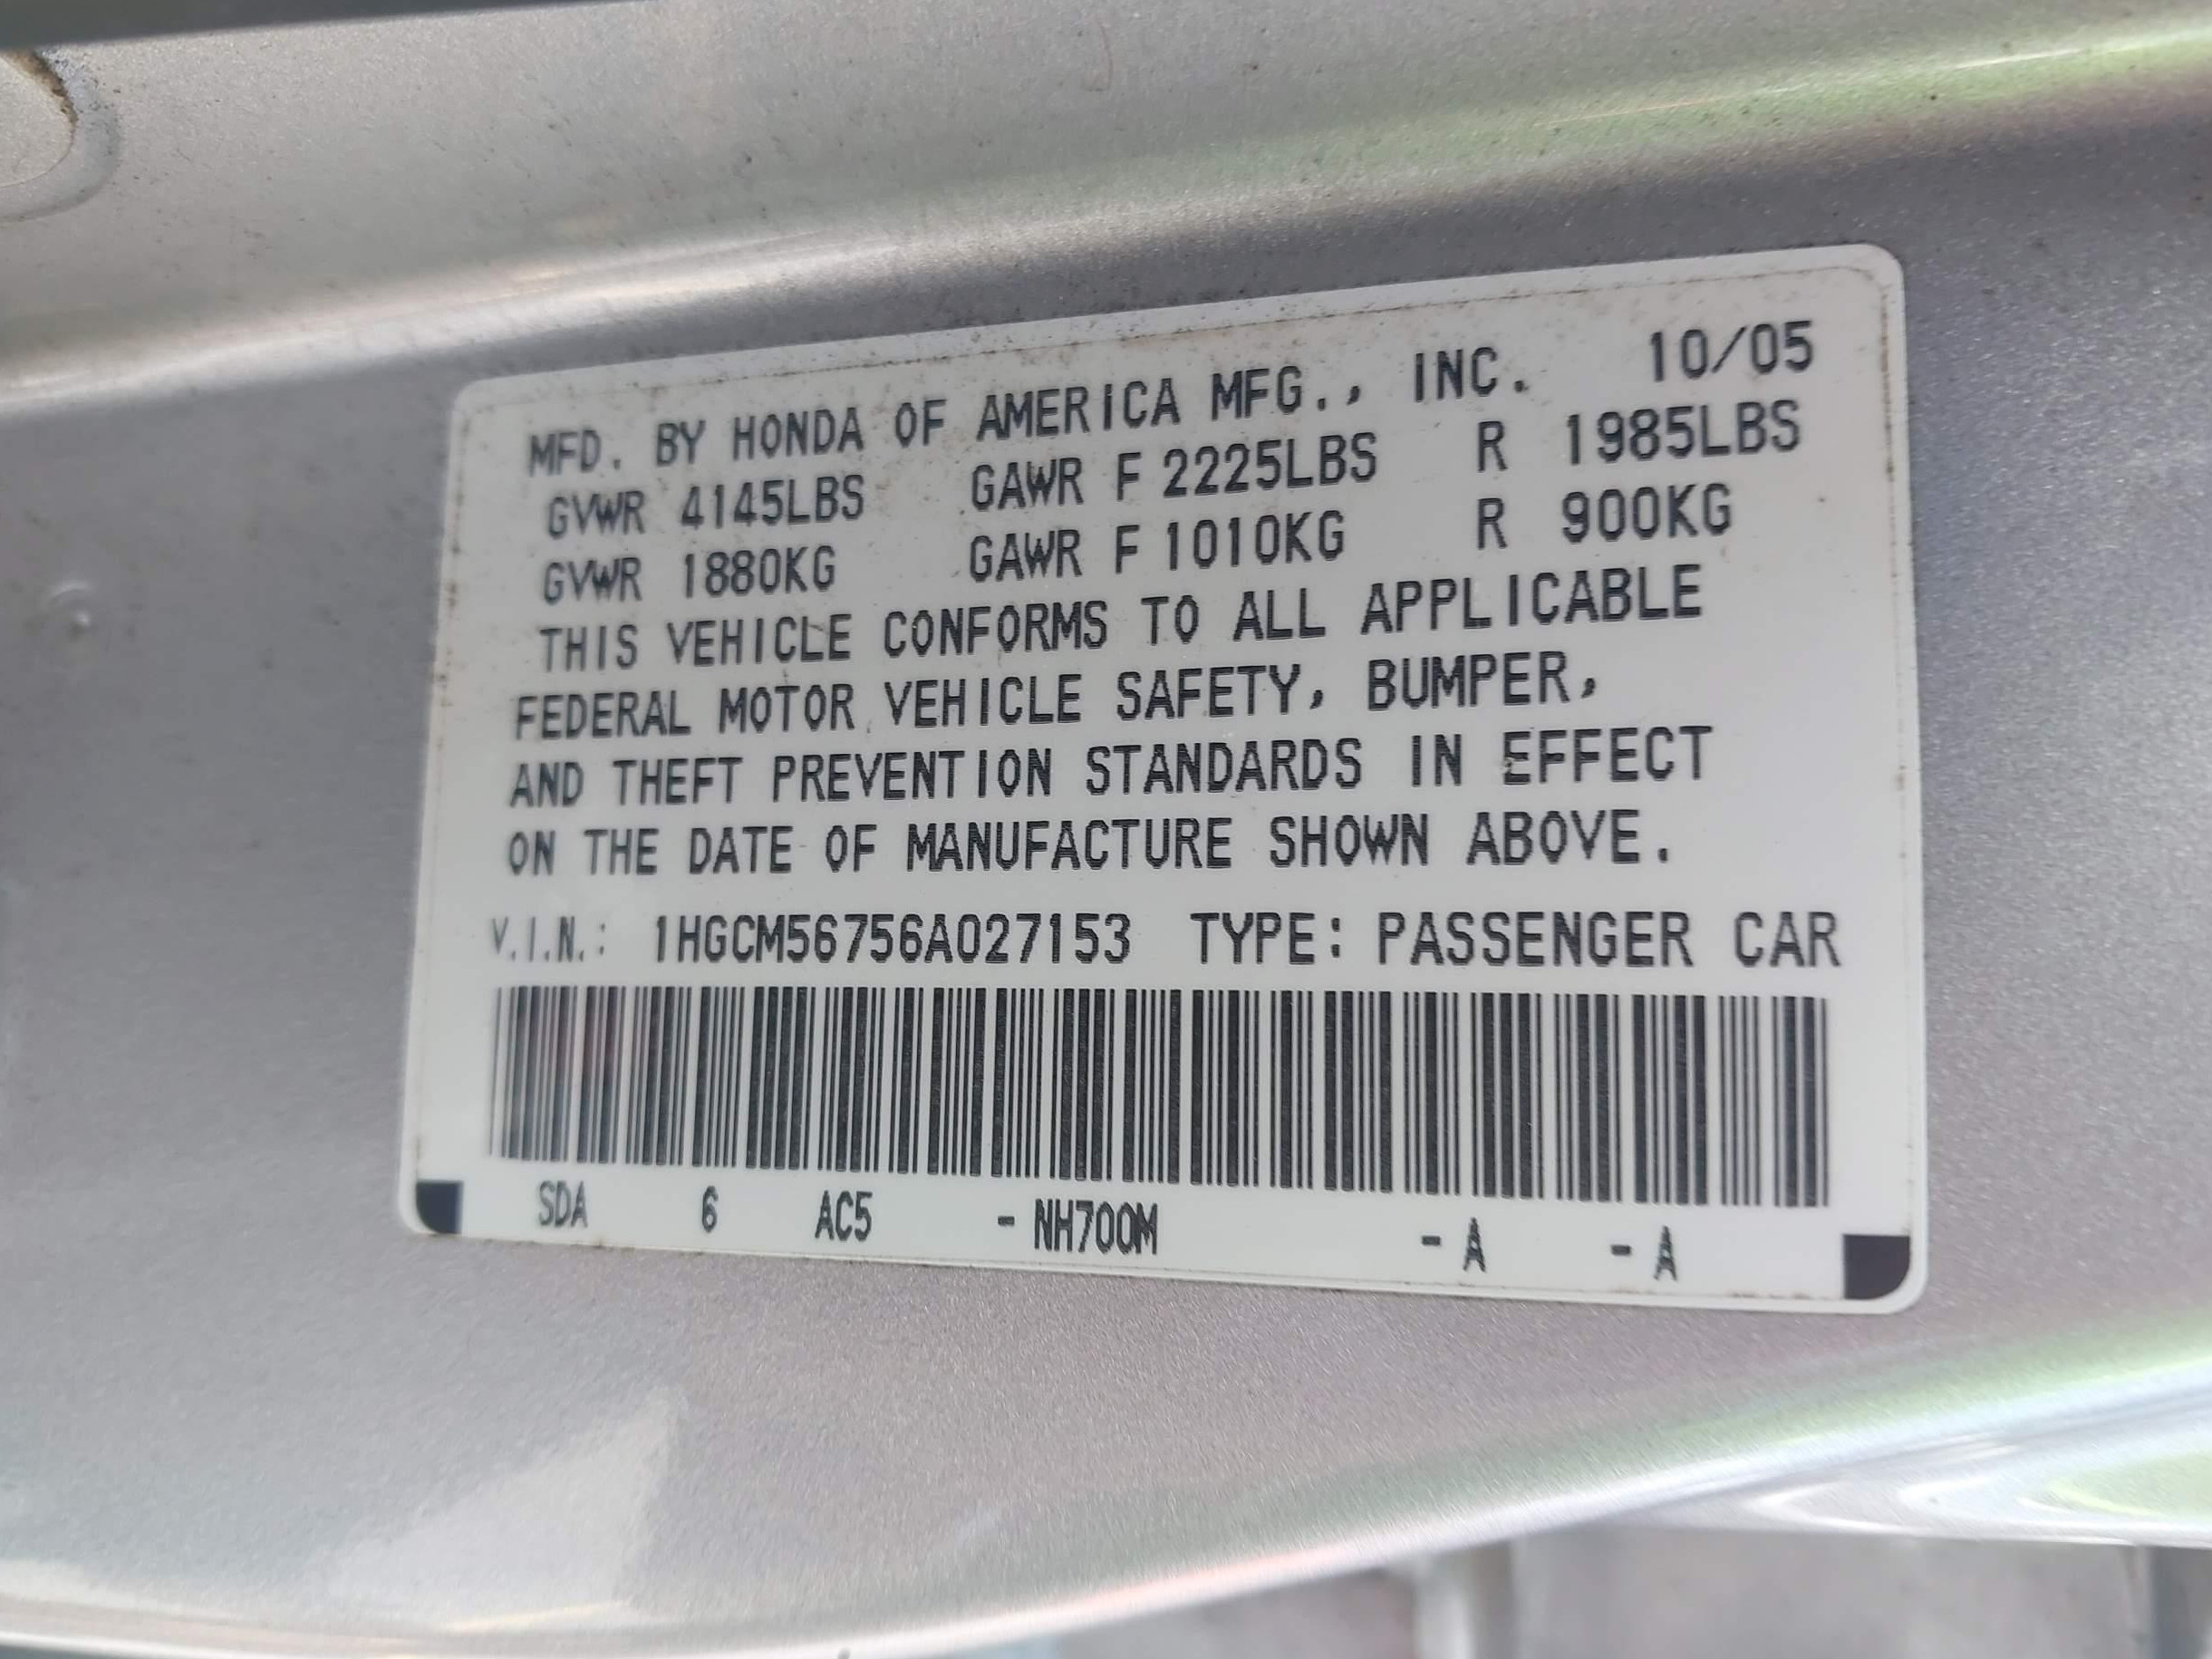 MFD. BY HONDA OF AMERICA MFG., INC. 10/05
GVWR 4145LBS GAWR F 2225LBS R 1985LBS
GVWR 1880KG GAWR F 1010KG R 900KG
THIS VEHICLE CONFORMS TO ALL APPLICABLE
FEDERAL MOTOR VEHICLE SAFETY, BUMPER,
AND THEFT PREVENTION STANDARDS IN EFFECT
ON THE DATE OF MANUFACTURE SHOWN ABOVE.
V.I.N.: 1HGCM56756A027153 TYPE: PASSENGER CAR
SDA 6 AC5 - NH700M - A - A